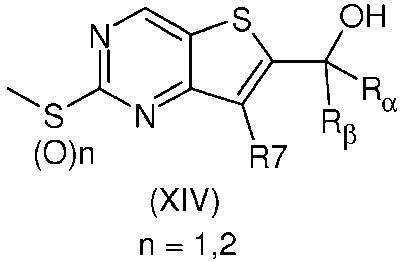 OH
S
N
Rα
Rβ
N
S
(O)n
R7
(XIV)
n = 1,2